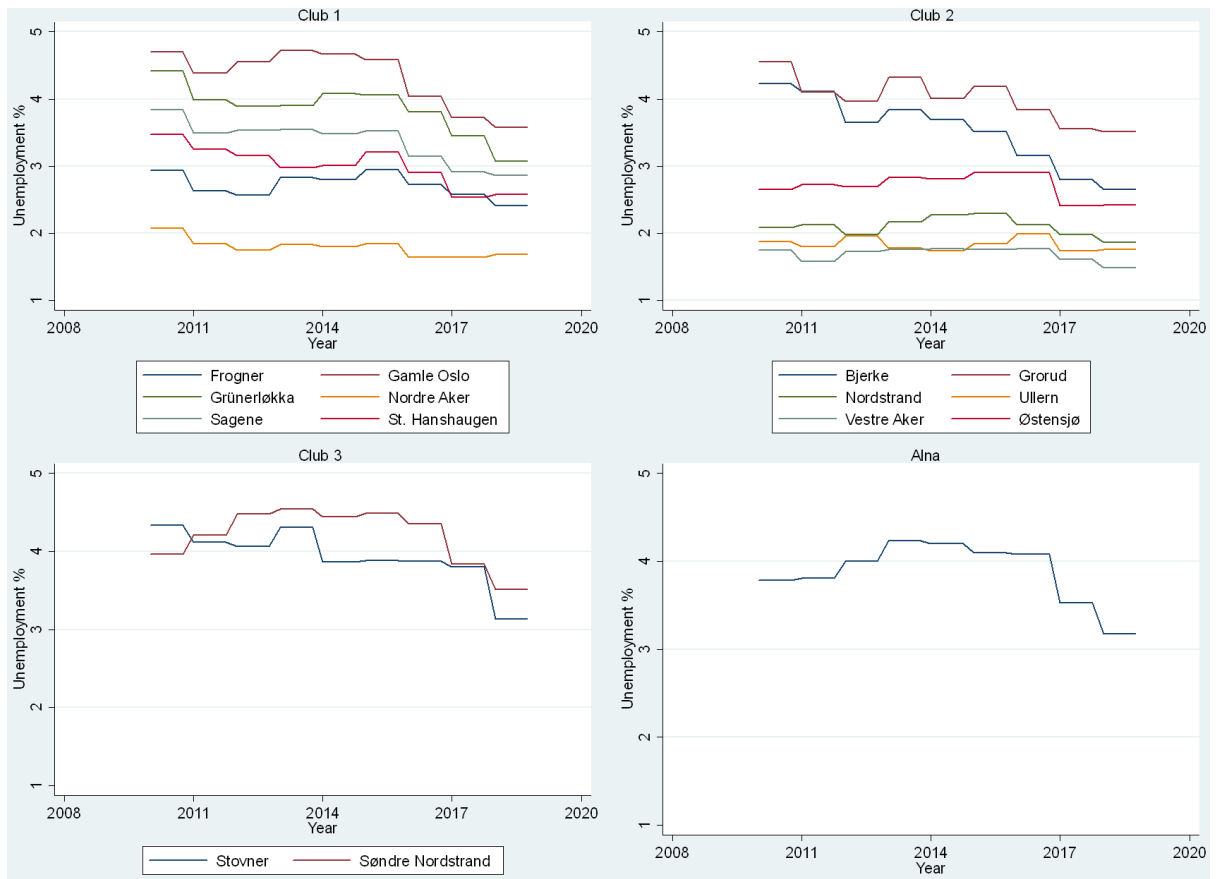 Club 1
Unemployment %
5
4
3
2
1
2008 2011 2014 2017 2020
Year
Frogner Gamle Oslo
Grünerløkka Nordre Aker
Sagene St. Hanshaugen
Club 2
Unemployment %
5
4
3
2
1
2008 2011 2014 2017 2020
Year
Bjerke Grorud
Nordstrand Ullern
Vestre Aker Østensjø
Club 3
Unemployment %
5
4
3
2
1
2008 2011 2014 2017 2020
Year
Stovner Søndre Nordstrand
Alna
Unemployment %
5
4
3
2
1
2008 2011 2014 2017 2020
Year